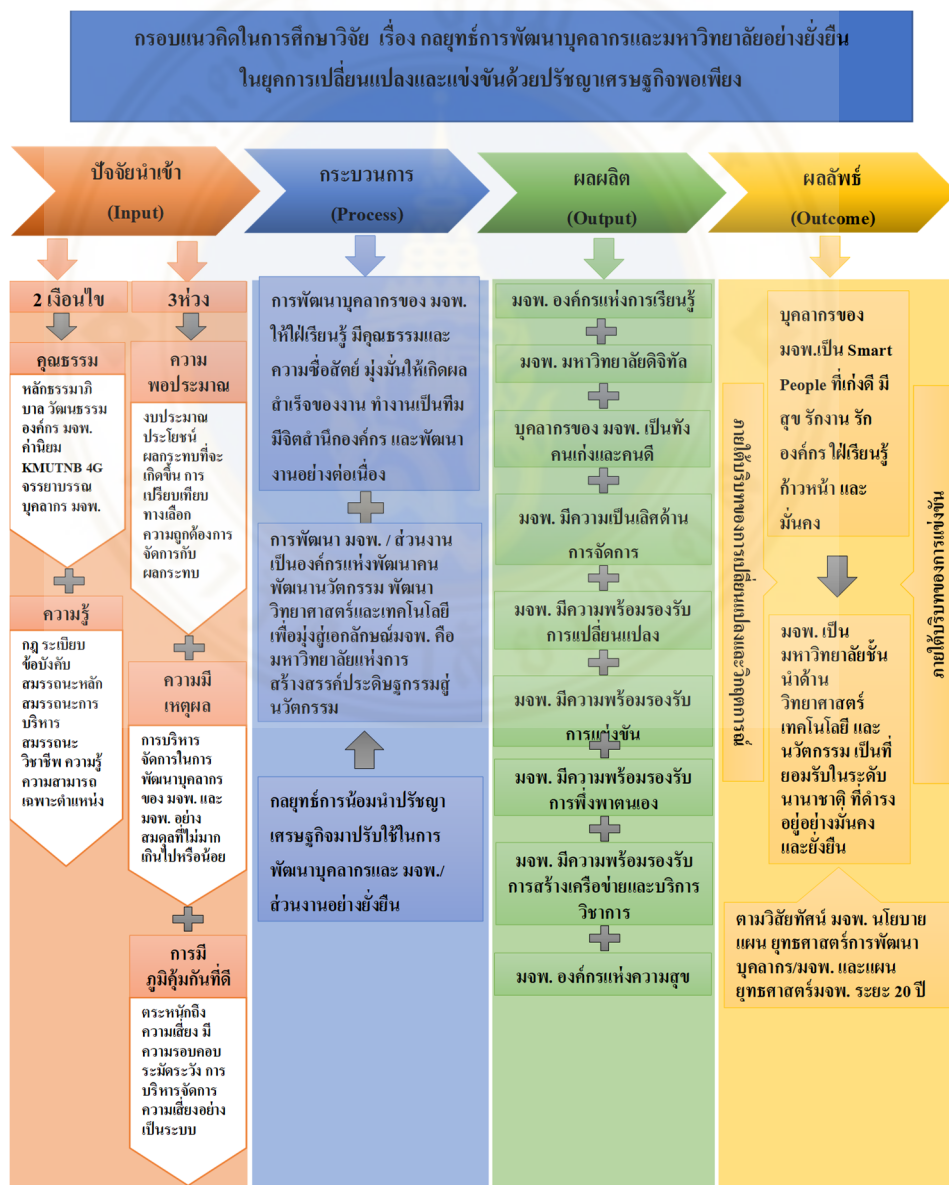 กรอบแนวคิดในการศึกษาวิจัย เรื่อง กลยุทธ์การพัฒนาบุคลากรและมหาวิทยาลัยอย่างยั่งยืน
ในยุคการเปลี่ยนแปลงและแข่งขันด้วยปรัชญาเศรษฐกิจพอเพียง
ปัจจัยนำเข้า
(Input)
กระบวนการ
(Process)
ผลผลิต
(Output)
ผลลัพธ์
(Outcome)
2 เงื่อนไข
คุณธรรม
หลักธรรมาภิ
บาล วัฒนธรรม
องค์กร มจพ.
ค่านิยม
KMUTNB 4G
จรรยาบรรณ
บุคลากร มจพ.
ความรู้
กฎ ระเบียบ
ข้อบังคับ
สมรรถนะหลัก
สมรรถนะการ
บริหาร
สมรรถนะ
วิชาชีพ ความรู้
ความสามารถ
เฉพาะตำแหน่ง
3ห่วง
ความ
พอประมาณ
งบประมาณ
ประโยชน์
ผลกระทบที่จะ
เกิดขึ้น การ
เปรียบเทียบ
ทางเลือก
ความถูกต้องการ
จัดการกับ
ผลกระทบ
ความมี
เหตุผล
การบริหาร
จัดการในการ
พัฒนาบุคลากร
ของ มจพ. และ
มจพ. อย่าง
สมดุลที่ไม่มาก
เกินไปหรือน้อย
การมี
ภูมิคุ้มกันที่ดี
ตระหนักถึง
ความเสี่ยง มี
ความรอบคอบ
ระมัดระวัง การ
บริหารจัดการ
ความเสี่ยงอย่าง
เป็นระบบ
การพัฒนาบุคลากรของ มจพ.
ให้ใฝ่เรียนรู้ มีคุณธรรมและ
ความซื่อสัตย์ มุ่งมั่นให้เกิดผล
สำเร็จของงาน ทำงานเป็นทีม
มีจิตสำนึกองค์กร และพัฒนา
งานอย่างต่อเนื่อง
การพัฒนา มจพ. / ส่วนงาน
เป็นองค์กรแห่งพัฒนาคน
พัฒนานวัตกรรม พัฒนา
วิทยาศาสตร์และเทคโนโลยี
เพื่อมุ่งสู่เอกลักษณ์มจพ. คือ
มหาวิทยาลัยแห่งการ
สร้างสรรค์ประดิษฐกรรมสู่
นวัตกรรม
กลยุทธ์การน้อมนำปรัชญา
เศรษฐกิจมาปรับใช้ในการ
พัฒนาบุคลากรและ มจพ./
ส่วนงานอย่างยั่งยืน
มจพ. องค์กรแห่งการเรียนรู้
มจพ. มหาวิทยาลัยดิจิทัล
บุคลากรของ มจพ. เป็นทั้ง
คนเก่งและคนดี
มจพ. มีความเป็นเลิศด้าน
การจัดการ
มจพ. มีความพร้อมรองรับ
การเปลี่ยนแปลง
มจพ. มีความพร้อมรองรับ
การแข่งขัน
มจพ. มีความพร้อมรองรับ
การพึ่งพาตนเอง
มจพ. มีความพร้อมรองรับ
การสร้างเครือข่ายและบริการ
วิชาการ
มจพ. องค์กรแห่งความสุข
ภายใต้บริบทของการเปลี่ยนแปลงและวิกฤตการณ์
บุคลากรของ
มจพ.เป็น Smart
People ที่เก่งดี มี
สุข รักงาน รัก
องค์กร ใฝ่เรียนรู้
ก้าวหน้า และ
มั่นคง
มจพ. เป็น
มหาวิทยาลัยชั้น
นำด้าน
วิทยาศาสตร์
เทคโนโลยี และ
นวัตกรรม เป็นที่
ยอมรับในระดับ
นานาชาติ ที่ดำรง
อยู่อย่างมั่นคง
และยั่งยืน
ภายใต้บริบทของการแข่งขัน
ตามวิสัยทัศน์ มจพ. นโยบาย
แผน ยุทธศาสตร์การพัฒนา
บุคลากร/มจพ. และแผน
ยุทธศาสตร์มจพ. ระยะ 20 ปี